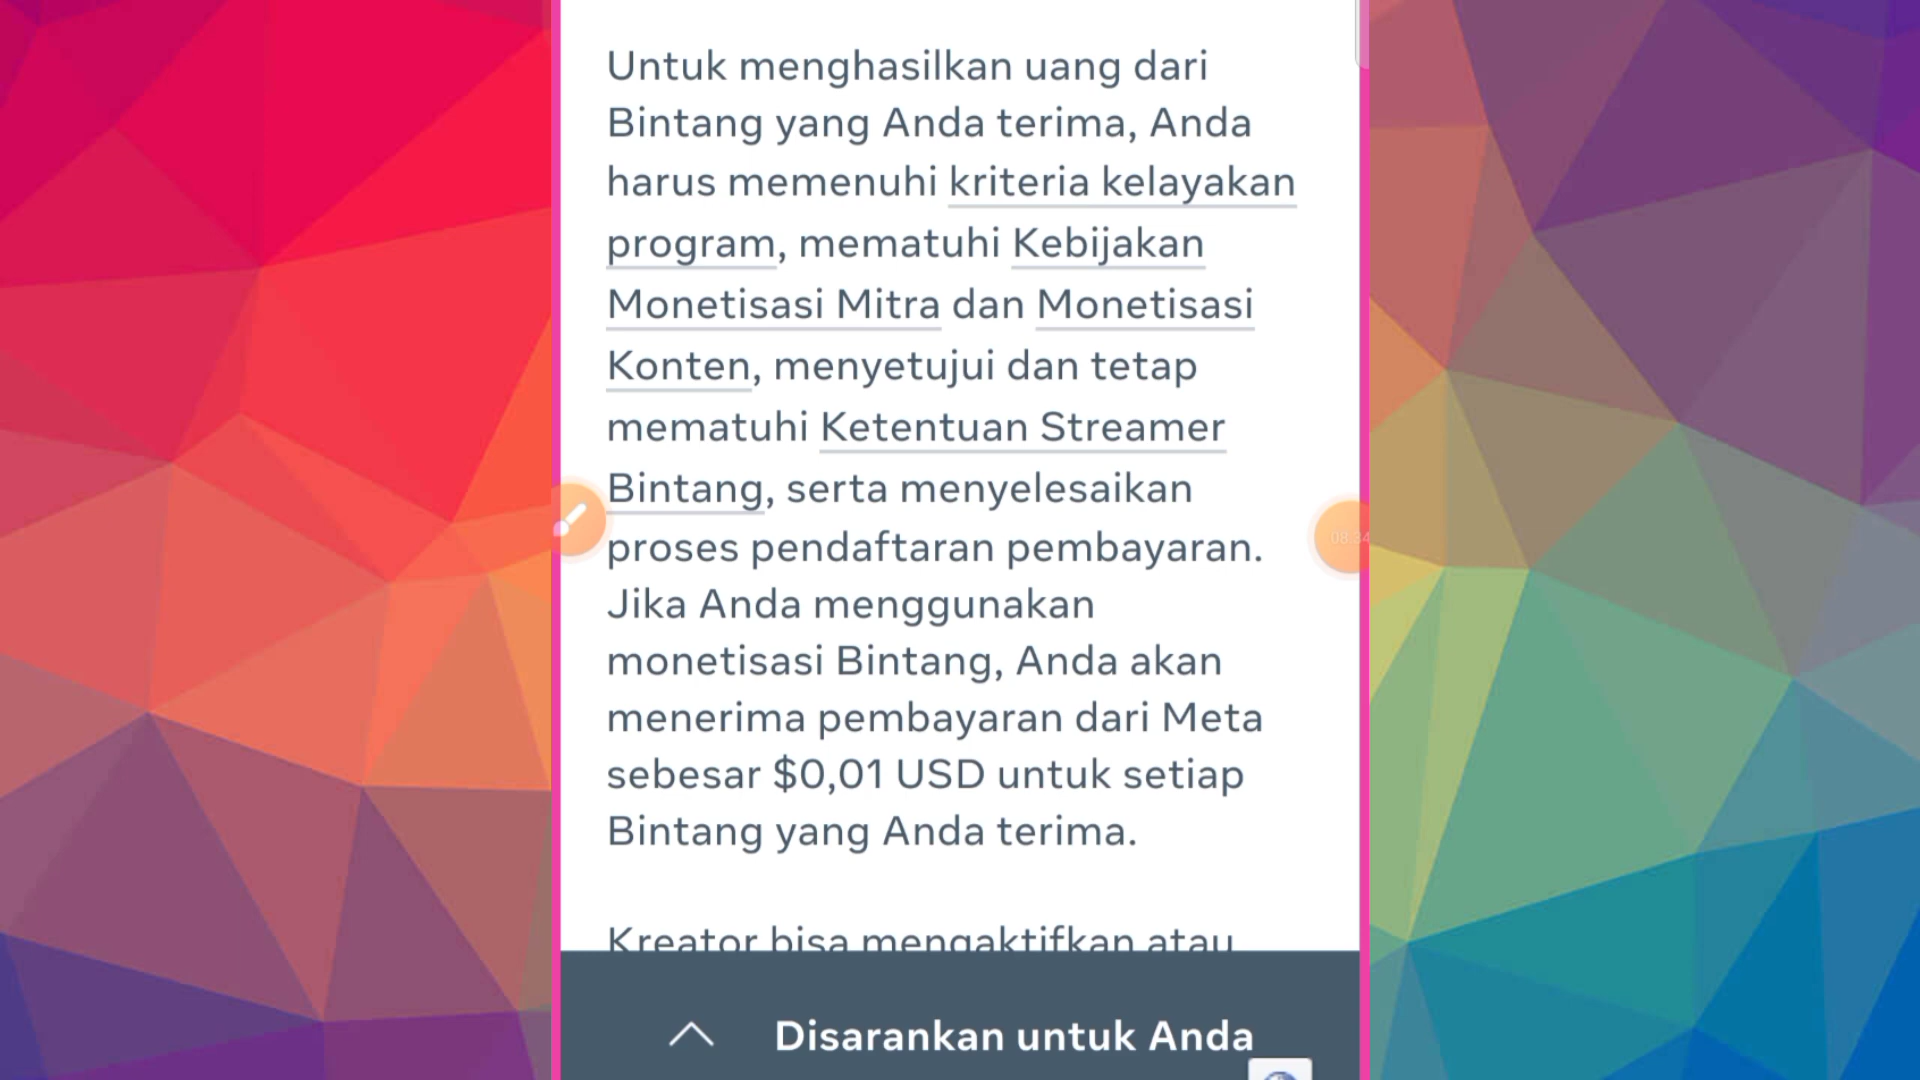 Untuk menghasilkan uang dari
Bintang yang Anda terima, Anda
harus memenuhi kriteria kelayakan
program, mematuhi Kebijakan
Monetisasi Mitra dan Monetisasi
Konten, menyetujui dan tetap
mematuhi Ketentuan Streamer
Bintang, serta menyelesaikan
proses pendaftaran pembayaran.
Jika Anda menggunakan
monetisasi Bintang, Anda akan
menerima pembayaran dari Meta
sebesar $0,01 USD untuk setiap
Bintang yang Anda terima.
Kreator bisa mengaktifkan atau
Disarankan untuk Anda
08:34